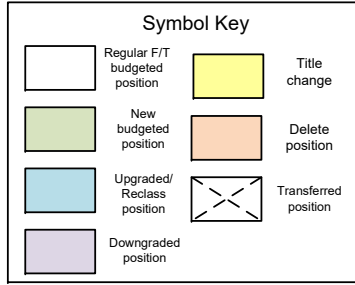 Symbol Key
Regular F/T
budgeted
position
New
budgeted
position
Upgraded/
Reclass
position
Downgraded
position
Title
change
Delete
position
Transferred
position